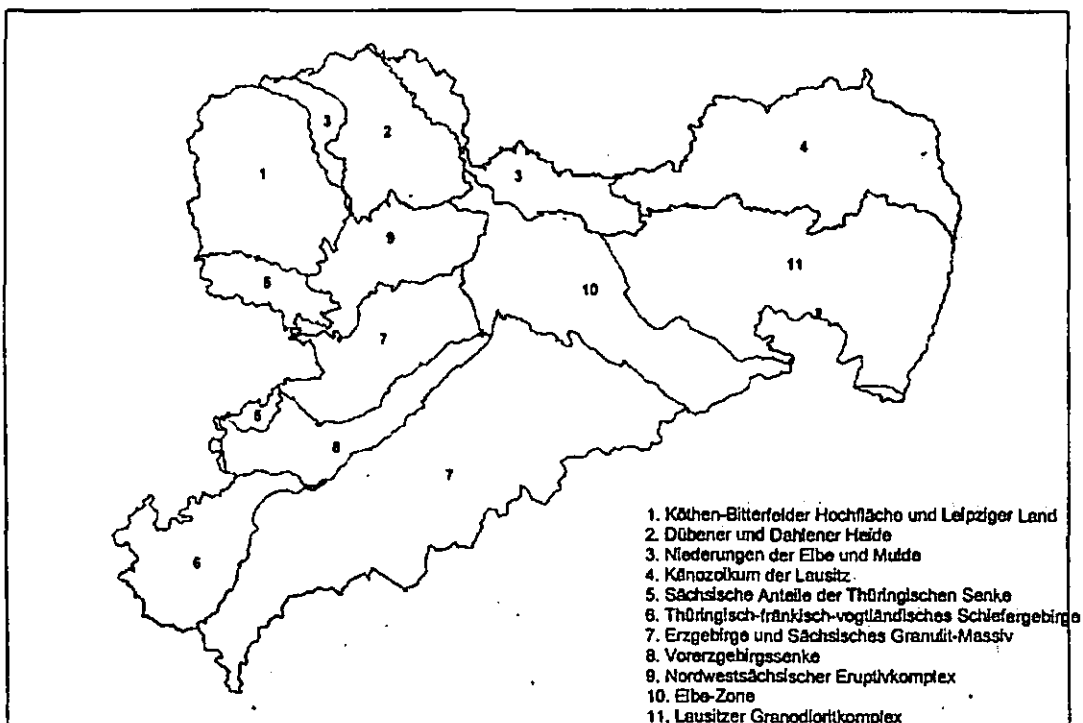 1
3
2
4
3
9
11
5
10
7
6
8
7
6
1. Köthen-Bitterfelder Hochfläche und Leipziger Land
2. Dübener und Dahlener Heide
3. Niederungen der Elbe und Mulde
4. Känozoikum der Lausitz
5. Sächsische Anteile der Thüringischen Senke
6. Thüringisch-fränkisch-vogtländisches Schiefergebirge
7. Erzgebirge und Sächsisches Granulit-Massiv
8. Vorerzgebirgssenke
9. Nordwestsächsischer Eruptivkomplex
10. Elbe-Zone
11. Lausitzer Granodioritkomplex